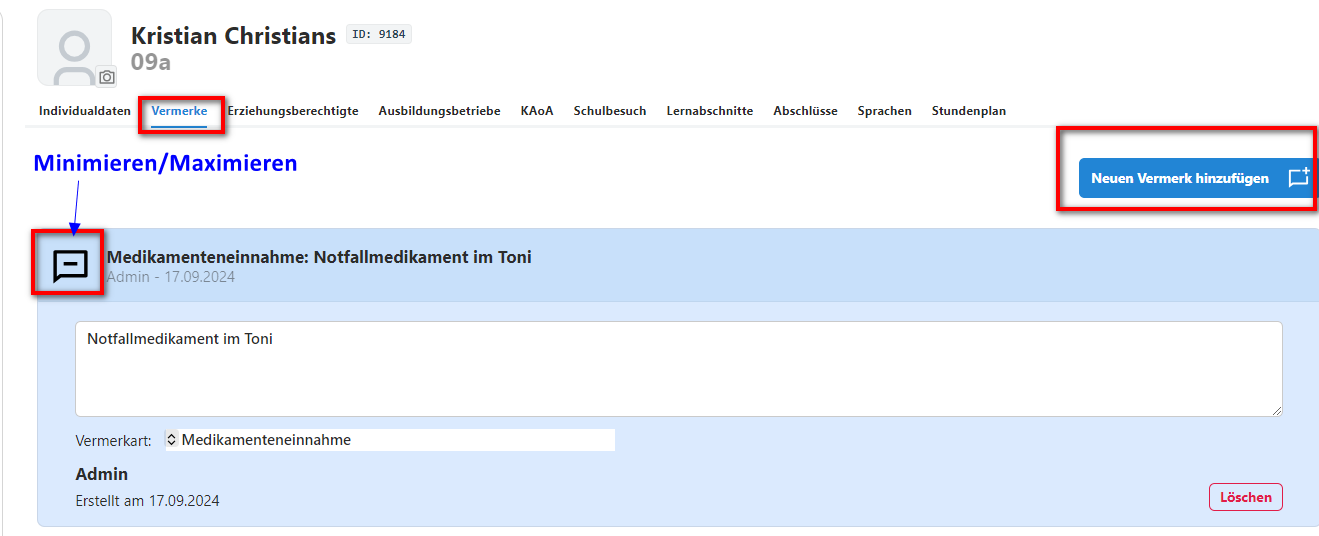 Kristian Christians ID: 9184
09a
Individualdaten Vermerke Erziehungsberechtigte Ausbildungsbetriebe KAoA Schulbesuch Lernabschnitte Abschlüsse Sprachen Stundenplan
Minimieren/Maximieren
Neuen Vermerk hinzufügen
Medikamenteneinnahme: Notfallmedikament im Toni
Admin - 17.09.2024
Notfallmedikament im Toni
Vermerkart: Medikamenteneinnahme
Admin
Erstellt am 17.09.2024
Löschen